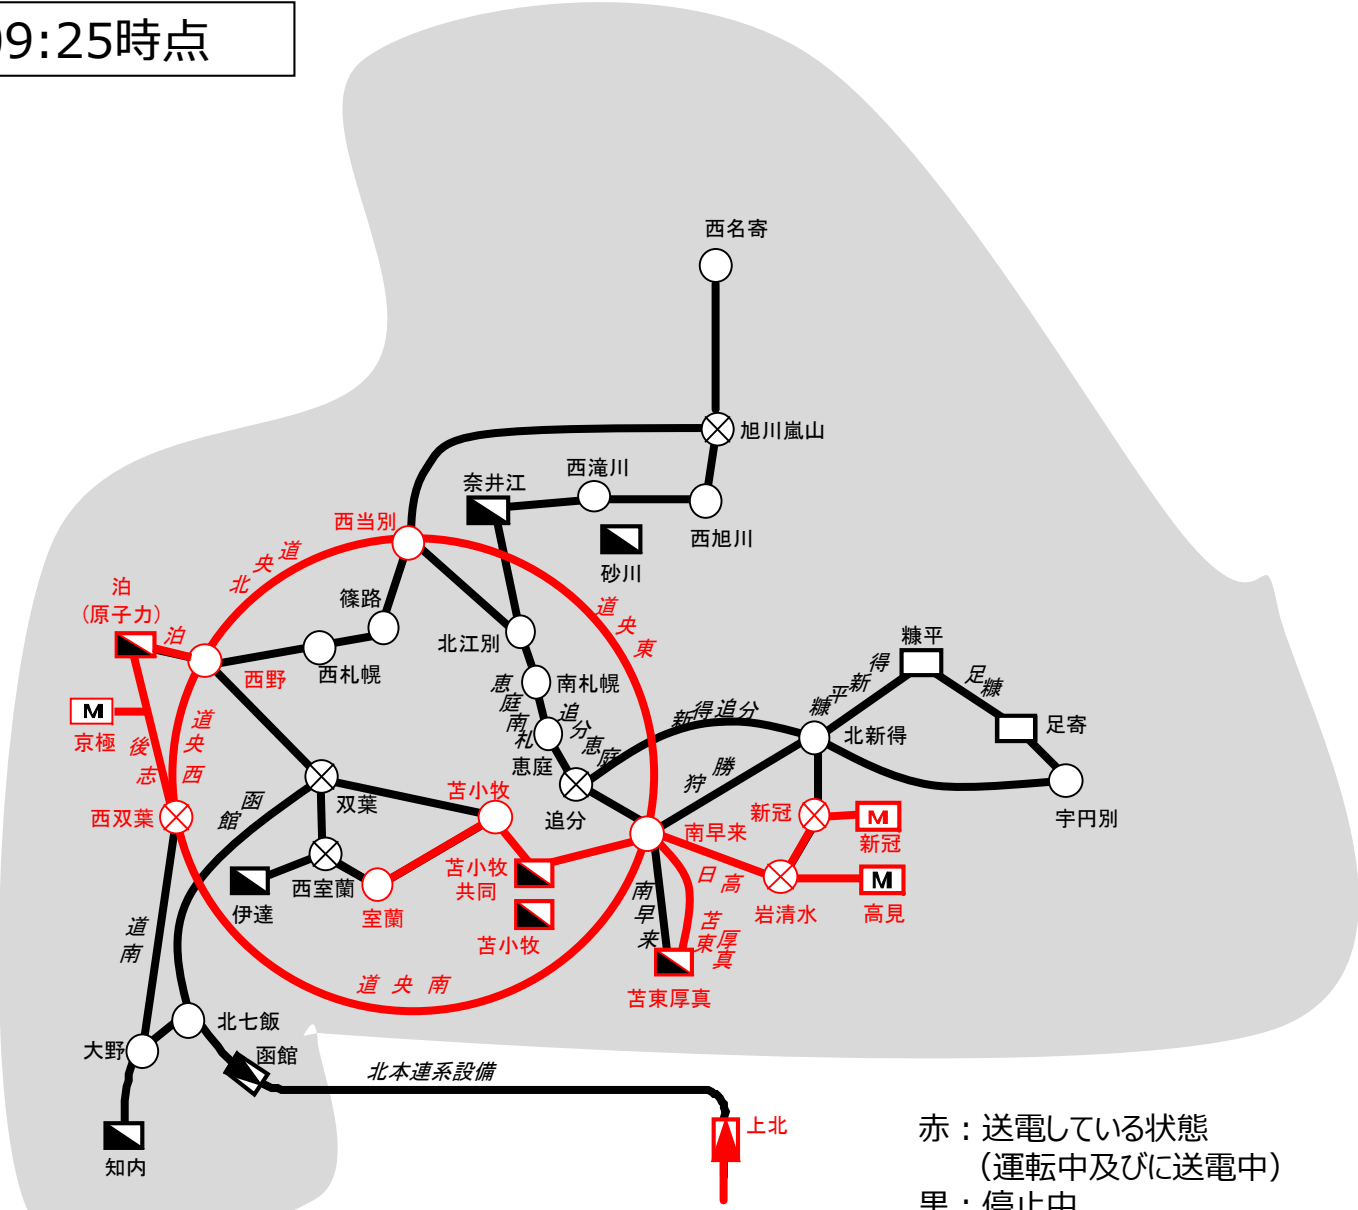 09:25時点
西名寄
旭川嵐山
西滝川
奈井江
西当別
西旭川
砂川
道央北
泊
(原子力)
泊
篠路
北江別
道央東
西野
西札幌
南札幌
恵庭南札
追分恵庭
恵庭
新得追分
糠平新得
糠平
足糠
足寄
北新得
狩勝
M
京極
後志
道央西
西双葉
函館
双葉
苫小牧
追分
新冠
M
新冠
宇円別
南早来
苫小牧
共同
西室蘭
伊達
室蘭
日高
M
岩清水
高見
南早来
苫東厚真
苫小牧
道南
道央南
苫東厚真
北七飯
大野
函館
北本連系設備
上北
知内
赤：送電している状態
（運転中及びに送電中）
黒：停止中